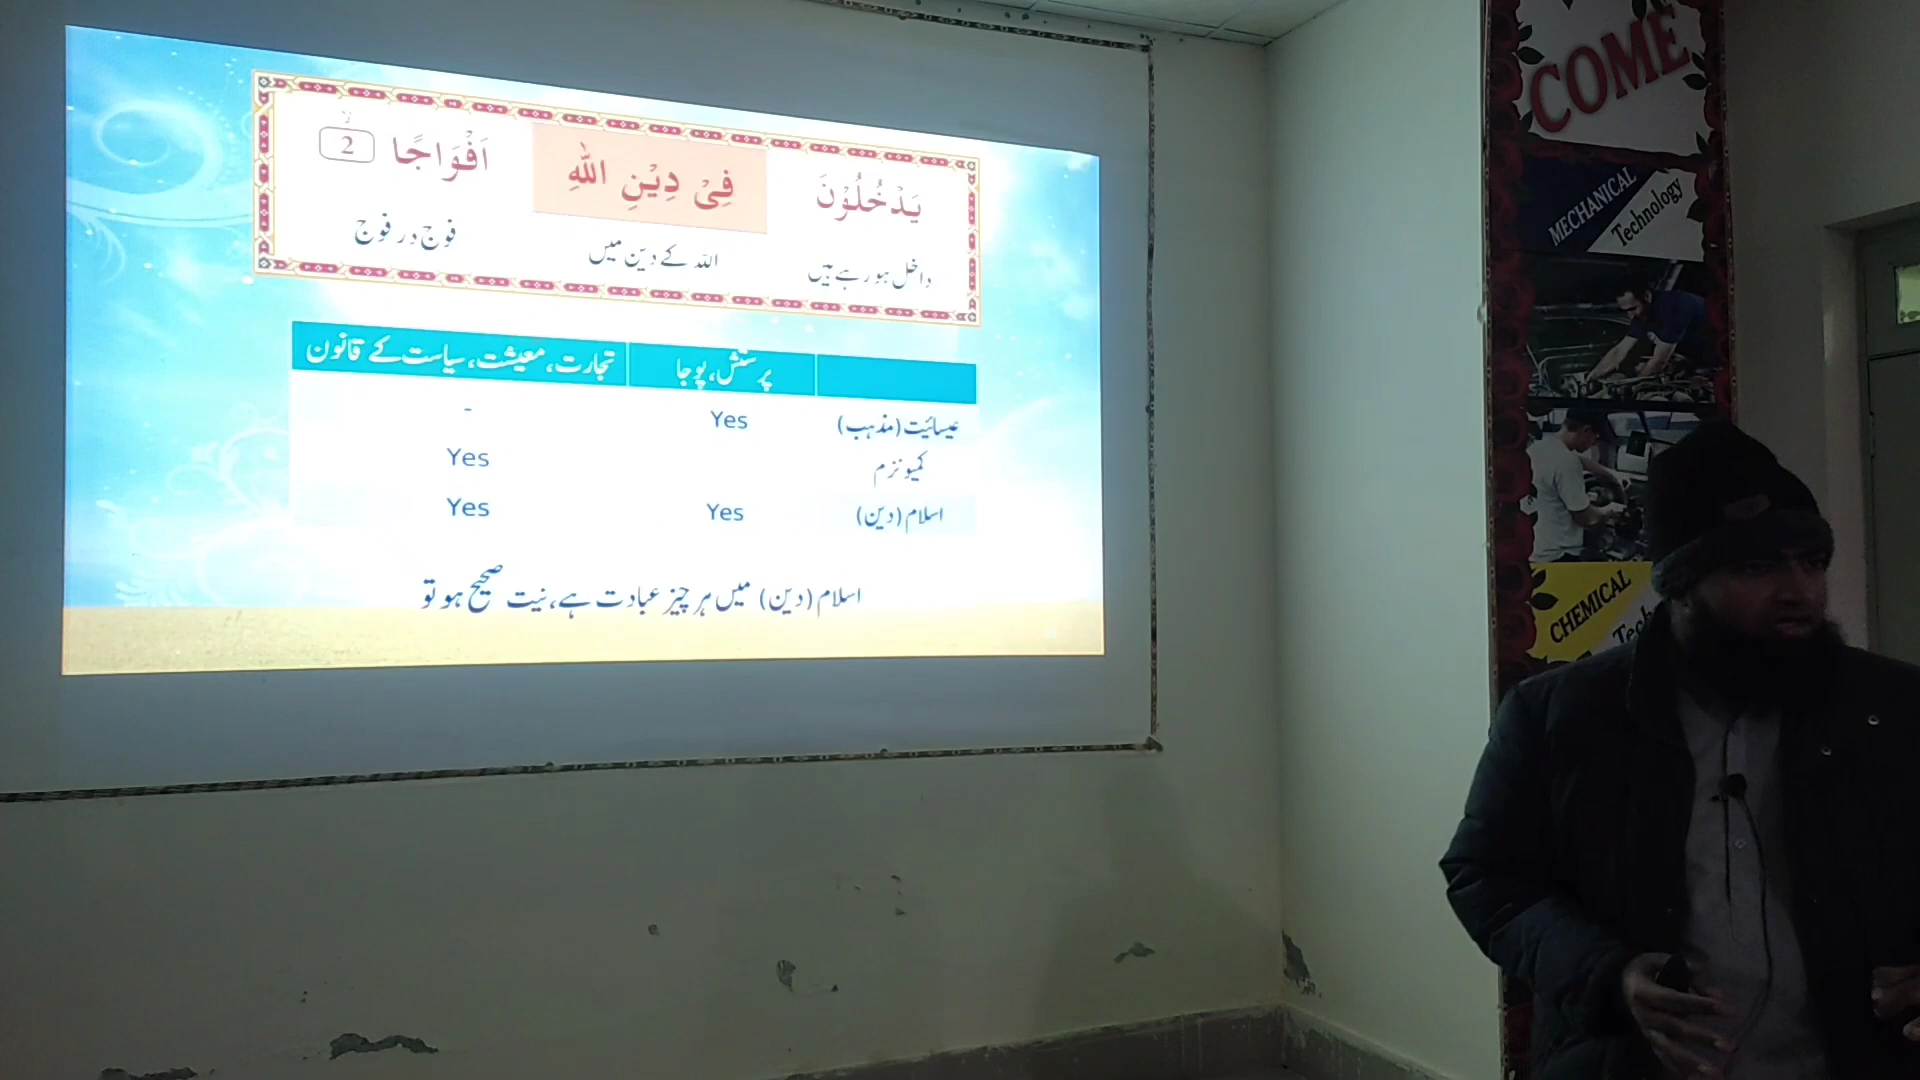 یَدْخُلُوْنَ فِیْ دِیْنِ اللّٰهِ اَفْوَاجًا 2
داخل ہو رہے ہیں اللہ کے دین میں فوج در فوج
پرستش، پوجا تجارت، معیشت، سیاست کے قانون
عیسائیت (مذہب) Yes -
کمیونزم Yes
اسلام (دین) Yes Yes
اسلام (دین) میں ہر چیز عبادت ہے، نیت صحیح ہو تو
COME
MECHANICAL
Technology
CHEMICAL